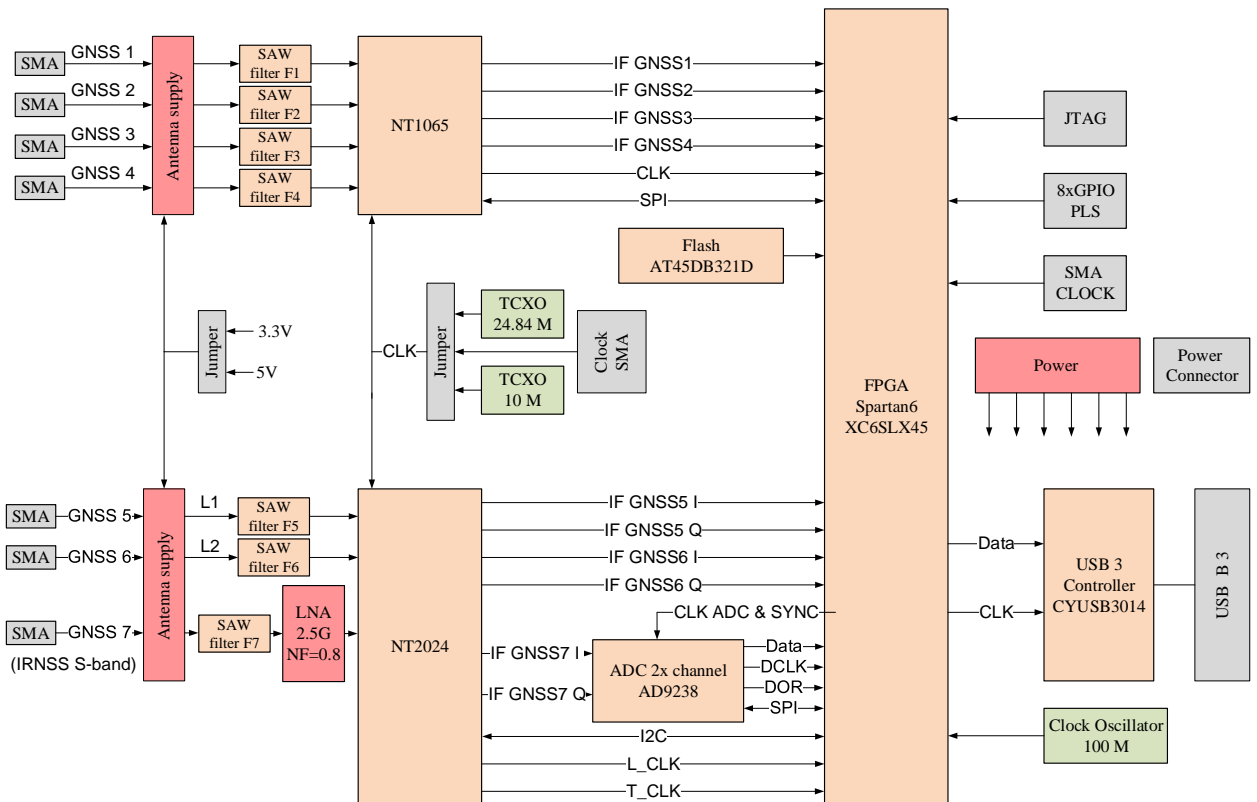 SMA
GNSS 1
SMA
GNSS 2
SMA
GNSS 3
SMA
GNSS 4
Antenna supply
SAW
filter F1
SAW
filter F2
SAW
filter F3
SAW
filter F4
NT1065
IF GNSS1
IF GNSS2
IF GNSS3
IF GNSS4
CLK
SPI
Flash
AT45DB321D
Jumper
3.3V
5V
CLK
Jumper
TCXO
24.84 M
TCXO
10 M
Clock
SMA
FPGA
Spartan6
XC6SLX45
JTAG
8xGPIO
PLS
SMA
CLOCK
Power
Power
Connector
SMA
GNSS 5
SMA
GNSS 6
SMA
GNSS 7
(IRNSS S-band)
Antenna supply
L1
L2
SAW
filter F5
SAW
filter F6
SAW
filter F7
LNA
2.5G
NF=0.8
NT2024
IF GNSS5 I
IF GNSS5 Q
IF GNSS6 I
IF GNSS6 Q
CLK ADC & SYNC
IF GNSS7 I
IF GNSS7 Q
ADC 2x channel
AD9238
Data
DCLK
DOR
SPI
I2C
L_CLK
T_CLK
Data
CLK
USB 3
Controller
CYUSB3014
USB B 3
Clock Oscillator
100 M